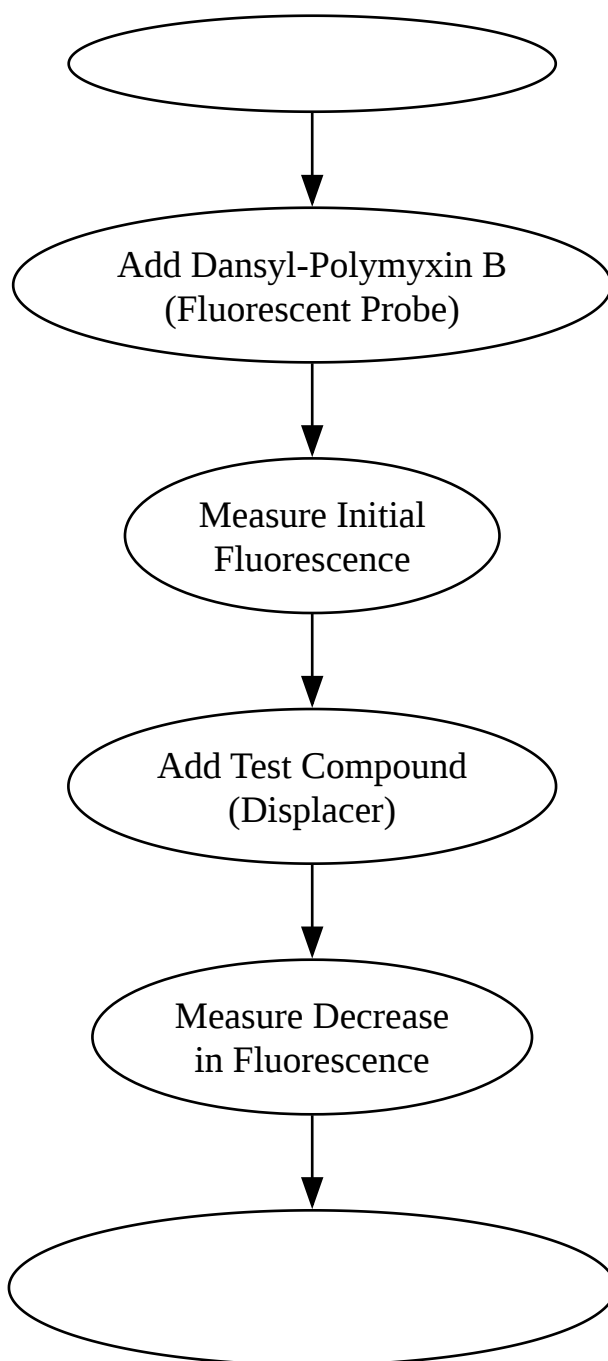 Add Dansyl-Polymyxin B
(Fluorescent Probe)
Measure Initial
Fluorescence
Add Test Compound
(Displacer)
Measure Decrease
in Fluorescence